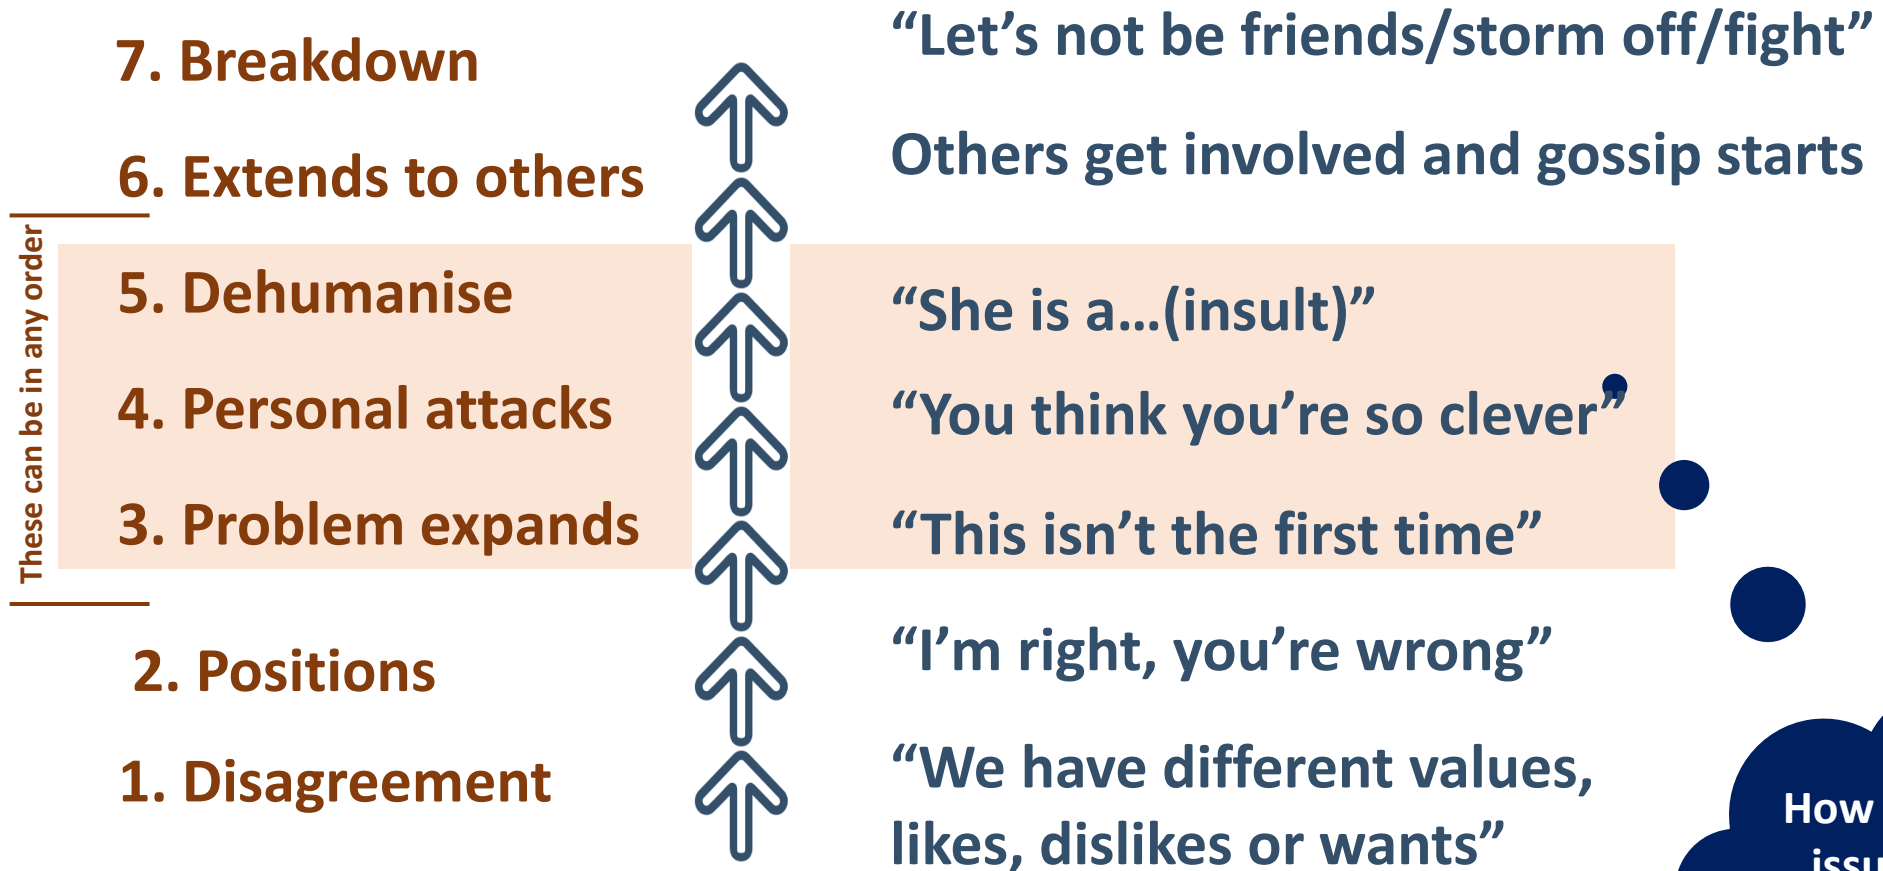 7. Breakdown
“Let’s not be friends/storm off/fight”
6. Extends to others
Others get involved and gossip starts
These can be in any order
5. Dehumanise
“She is a...(insult)”
4. Personal attacks
“You think you’re so clever”
3. Problem expands
“This isn’t the first time”
2. Positions
“I’m right, you’re wrong”
1. Disagreement
“We have different values,
likes, dislikes or wants”
How